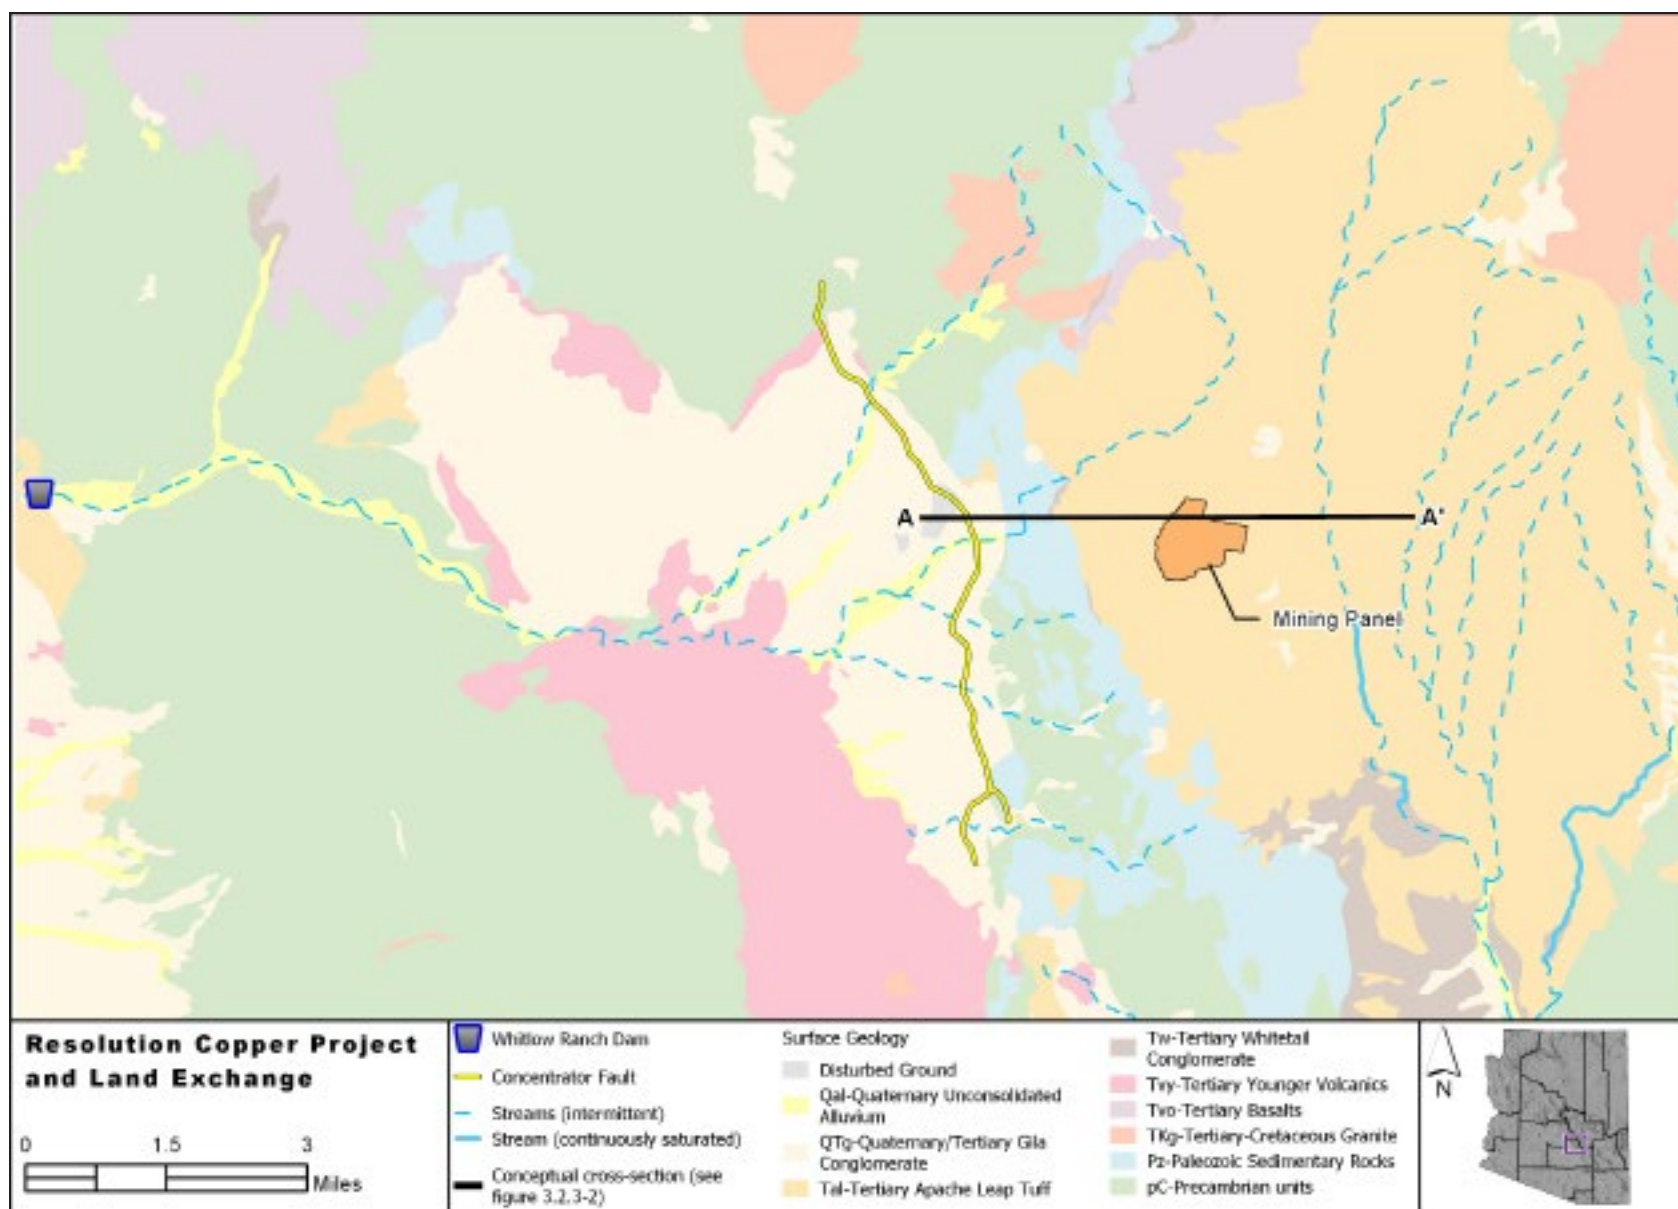 A
A'
Mining Panel
Resolution Copper Project
and Land Exchange
0
1.5
3
Miles
Whitlow Ranch Dam
Concentrator Fault
Streams (intermittent)
Stream (continuously saturated)
Conceptual cross-section (see
figure 3.2.3-2)
Surface Geology
Disturbed Ground
Qal-Quaternary Unconsolidated
Alluvium
QTg-Quaternary/Tertiary Gila
Conglomerate
Tal-Tertiary Apache Leap Tuff
Tw-Tertiary Whitetail
Conglomerate
Tvy-Tertiary Younger Volcanics
Tvo-Tertiary Basalts
TKg-Tertiary-Cretaceous Granite
Pz-Paleozoic Sedimentary Rocks
pC-Precambrian units
N